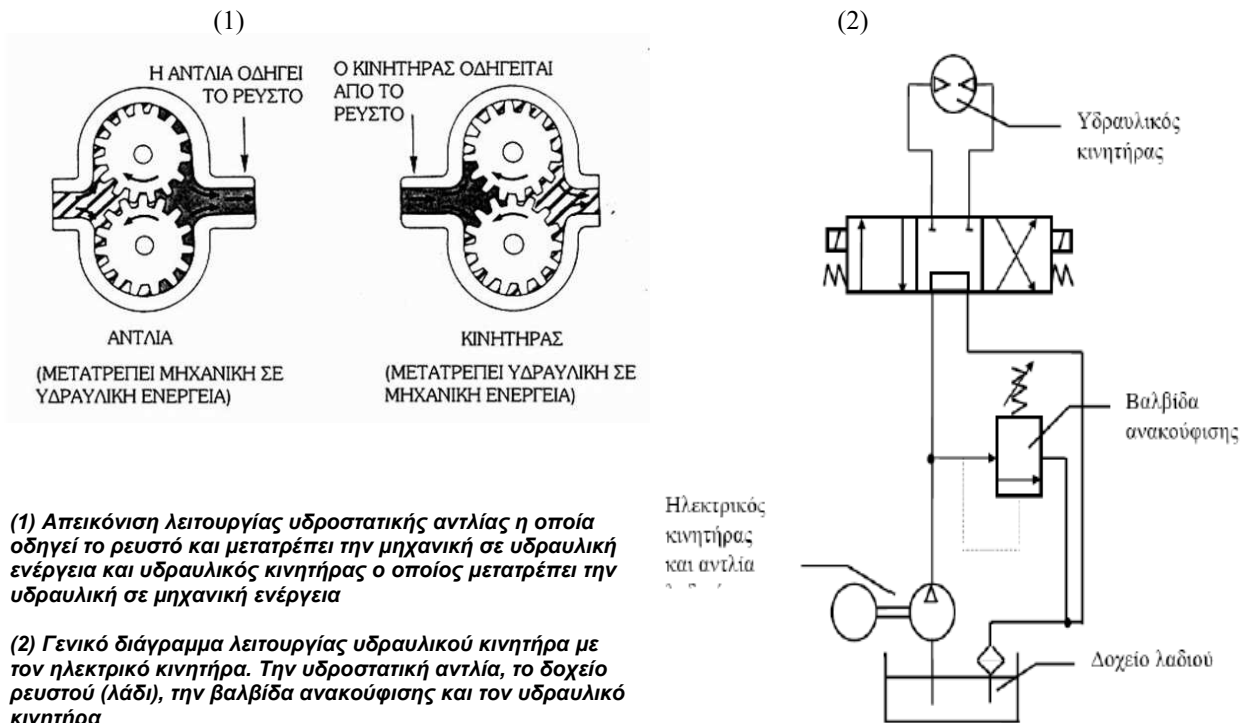 (1)
Η ΑΝΤΛΙΑ ΟΔΗΓΕΙ
ΤΟ ΡΕΥΣΤΟ
Ο ΚΙΝΗΤΗΡΑΣ ΟΔΗΓΕΙΤΑΙ
ΑΠΟ ΤΟ
ΡΕΥΣΤΟ
ΑΝΤΛΙΑ
(ΜΕΤΑΤΡΕΠΕΙ ΜΗΧΑΝΙΚΗ ΣΕ
ΥΔΡΑΥΛΙΚΗ ΕΝΕΡΓΕΙΑ)
ΚΙΝΗΤΗΡΑΣ
(ΜΕΤΑΤΡΕΠΕΙ ΥΔΡΑΥΛΙΚΗ ΣΕ
ΜΗΧΑΝΙΚΗ ΕΝΕΡΓΕΙΑ)
(1) Απεικόνιση λειτουργίας υδροστατικής αντλίας η οποία
οδηγεί το ρευστό και μετατρέπει την μηχανική σε υδραυλική
ενέργεια και υδραυλικός κινητήρας ο οποίος μετατρέπει την
υδραυλική σε μηχανική ενέργεια
(2) Γενικό διάγραμμα λειτουργίας υδραυλικού κινητήρα με
τον ηλεκτρικό κινητήρα. Την υδροστατική αντλία, το δοχείο
ρευστού (λάδι), την βαλβίδα ανακούφισης και τον υδραυλικό
κινητήρα
(2)
Υδραυλικός
κινητήρας
Βαλβίδα
ανακούφισης
Ηλεκτρικός
κινητήρας
και αντλία
Δοχείο λαδιού